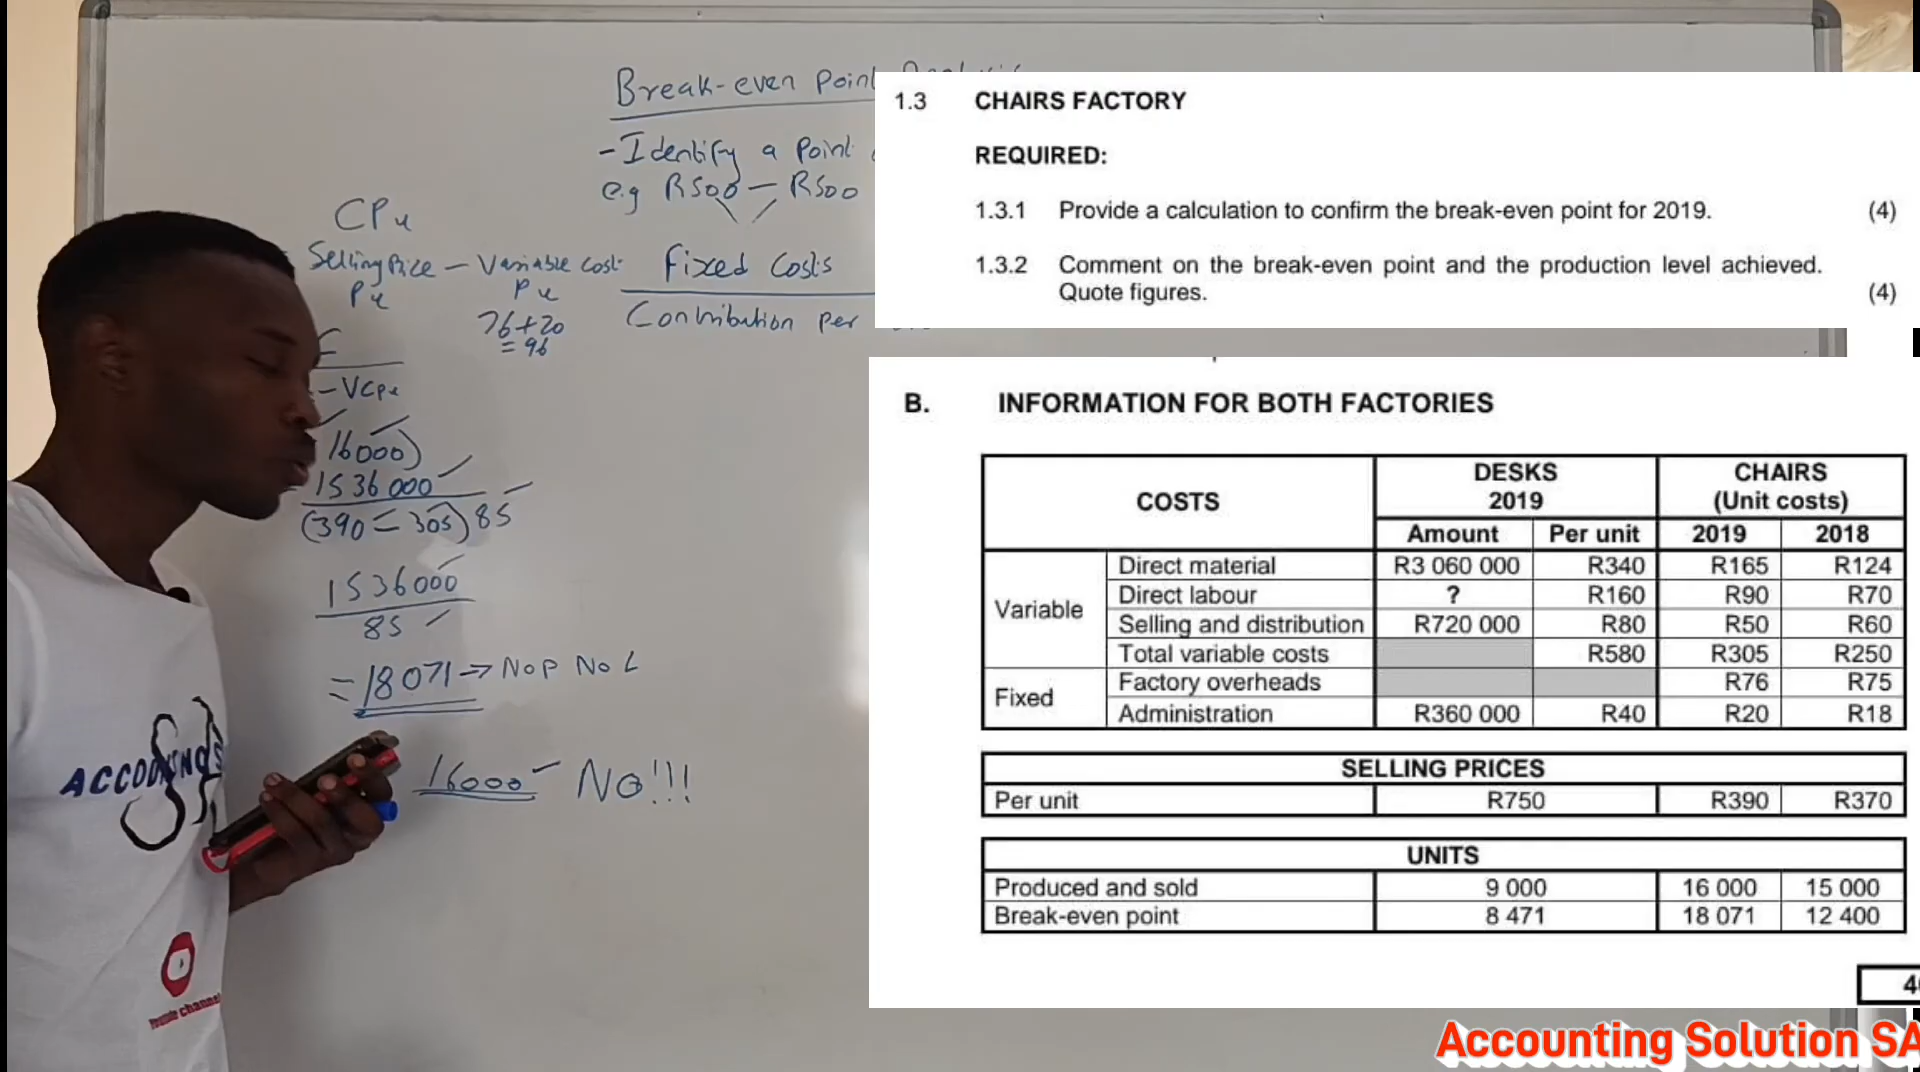 Break-even Point
- Identify a Point
e.g R500 — R500
CPu
Selling Price — Variable Cost
Pu Pu
76+20
= 96
Fixed Costs
Contribution per
- VCpu
16000)
1536 000
(390 - 305) 85
1536000
85
= 18 071 → No P No L
16000 NO!!!
1.3 CHAIRS FACTORY
REQUIRED:
1.3.1 Provide a calculation to confirm the break-even point for 2019. (4)
1.3.2 Comment on the break-even point and the production level achieved.
Quote figures. (4)
B. INFORMATION FOR BOTH FACTORIES
COSTS DESKS 2019 CHAIRS (Unit costs)
Amount Per unit 2019 2018
Variable Direct material R3 060 000 R340 R165 R124
Direct labour ? R160 R90 R70
Selling and distribution R720 000 R80 R50 R60
Total variable costs R580 R305 R250
Fixed Factory overheads R76 R75
Administration R360 000 R40 R20 R18
SELLING PRICES
Per unit R750 R390 R370
UNITS
Produced and sold 9 000 16 000 15 000
Break-even point 8 471 18 071 12 400
Accounting Solution SA